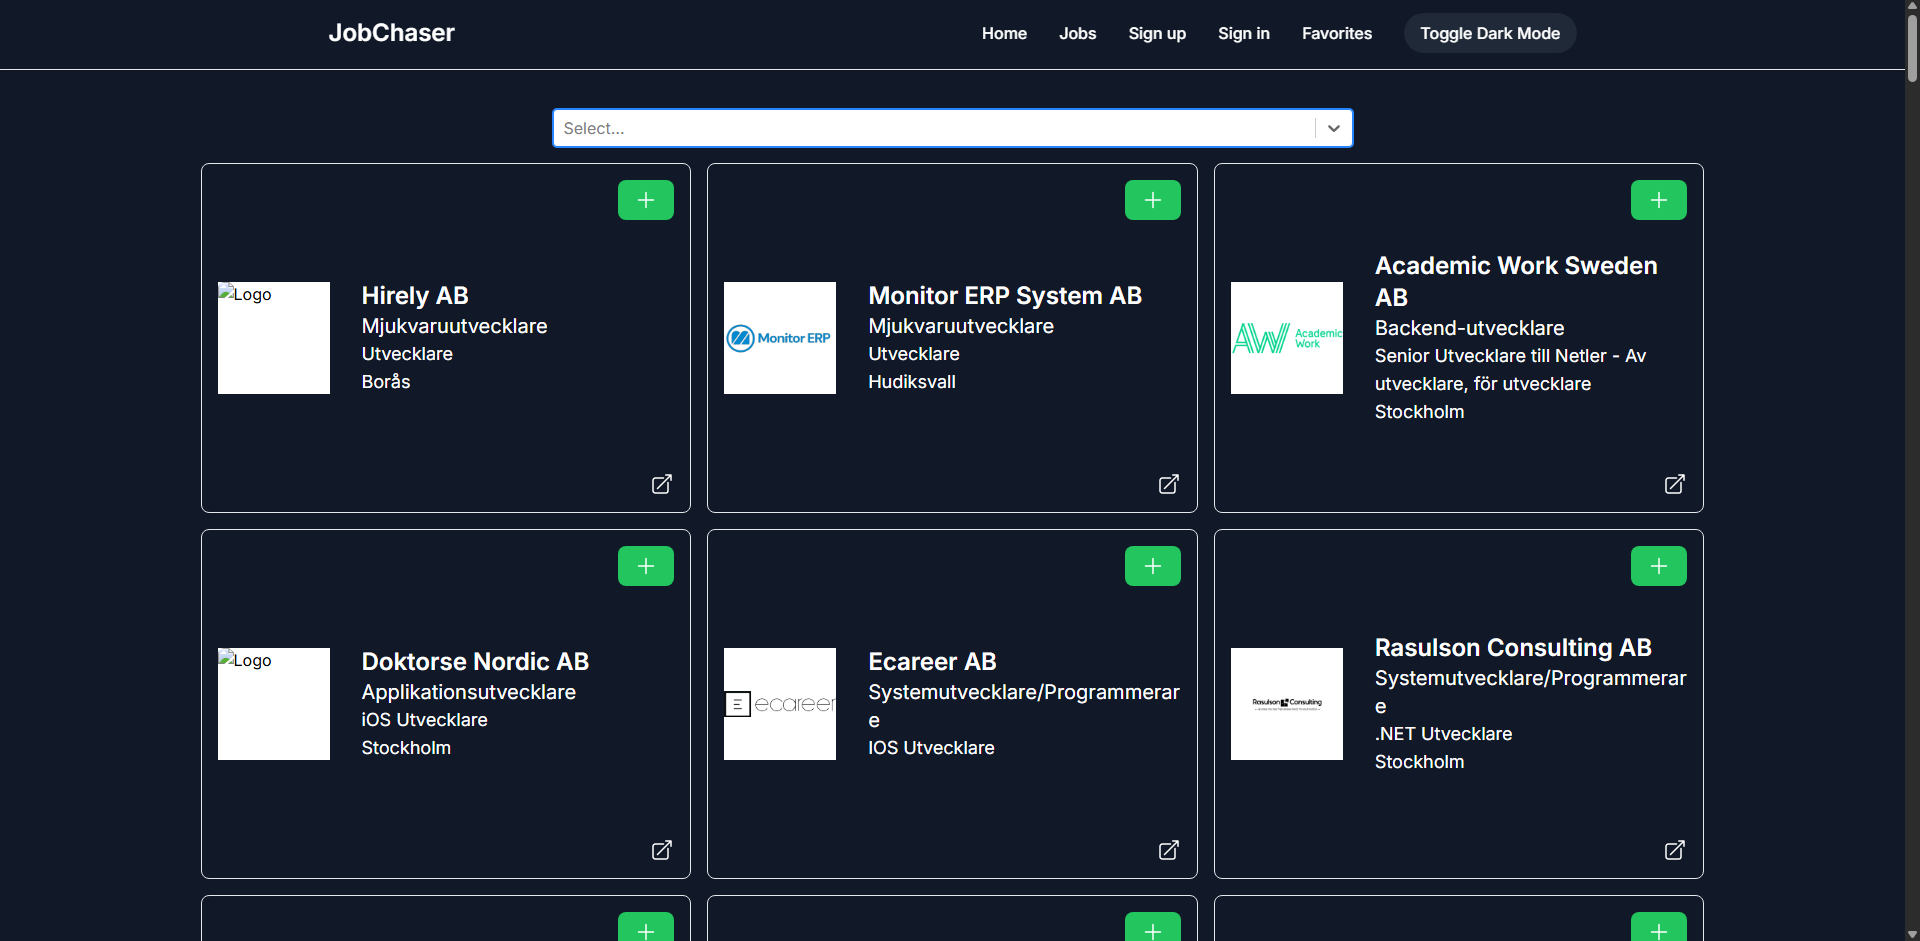 JobChaser
Home
Jobs
Sign up
Sign in
Favorites
Toggle Dark Mode
Select...
Logo
Hirely AB
Mjukvaruutvecklare
Utvecklare
Borås
Monitor ERP
Monitor ERP System AB
Mjukvaruutvecklare
Utvecklare
Hudiksvall
AW Academic
Work
Academic Work Sweden
AB
Backend-utvecklare
Senior Utvecklare till Netler - Av
utvecklare, för utvecklare
Stockholm
Logo
Doktorse Nordic AB
Applikationsutvecklare
iOS Utvecklare
Stockholm
E ecareer
Ecareer AB
Systemutvecklare/Programmerar
e
IOS Utvecklare
Rasulson Consulting
Rasulson Consulting AB
Systemutvecklare/Programmerar
e
.NET Utvecklare
Stockholm